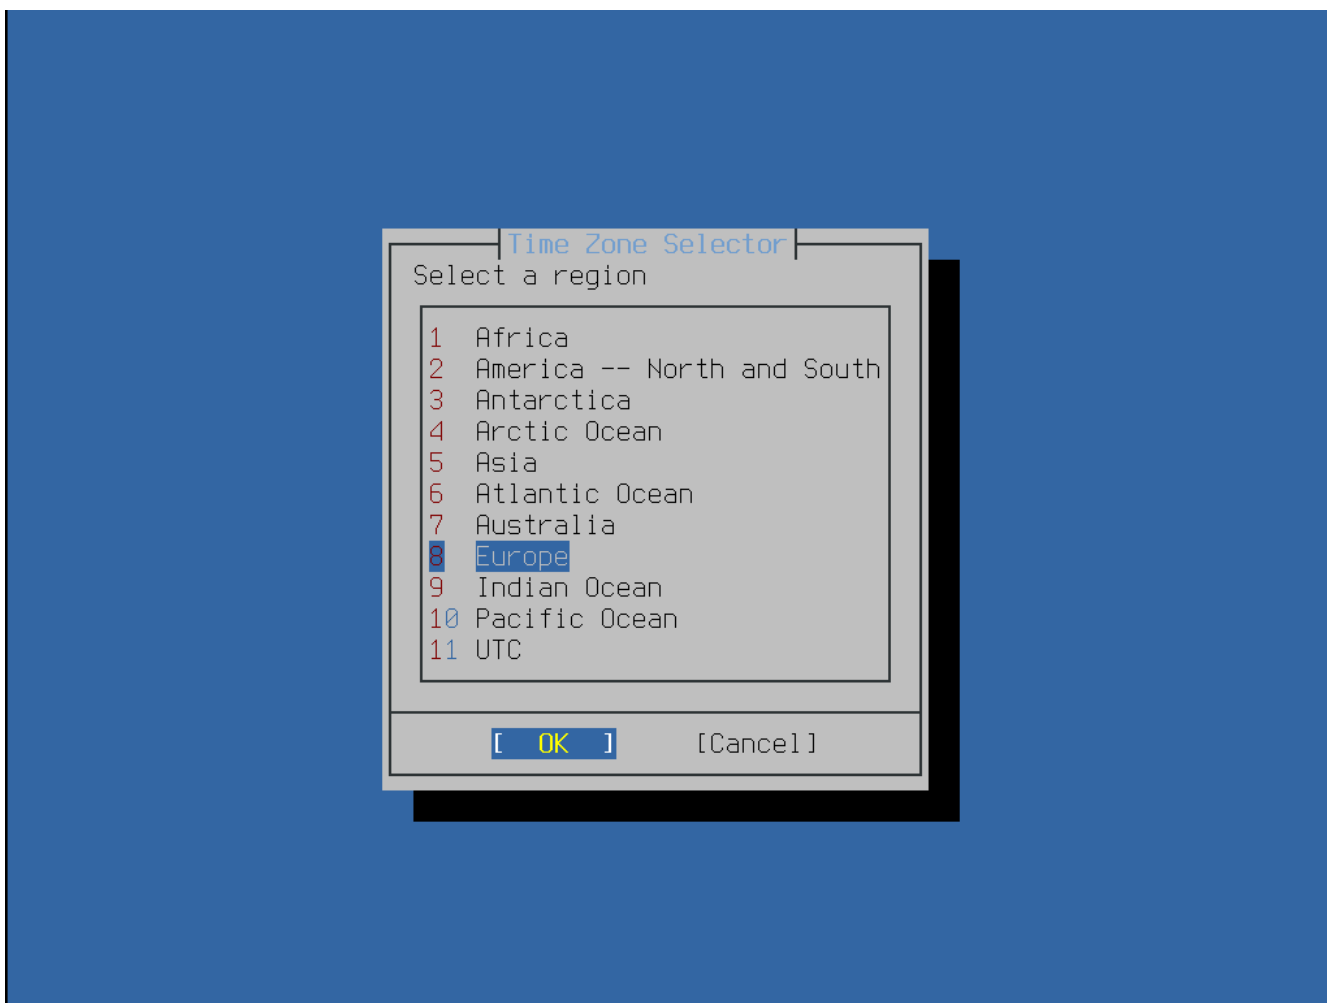 Time Zone Selector
Select a region
1 Africa
2 America -- North and South
3 Antarctica
4 Arctic Ocean
5 Asia
6 Atlantic Ocean
7 Australia
8 Europe
9 Indian Ocean
10 Pacific Ocean
11 UTC
[ OK ] [Cancel]